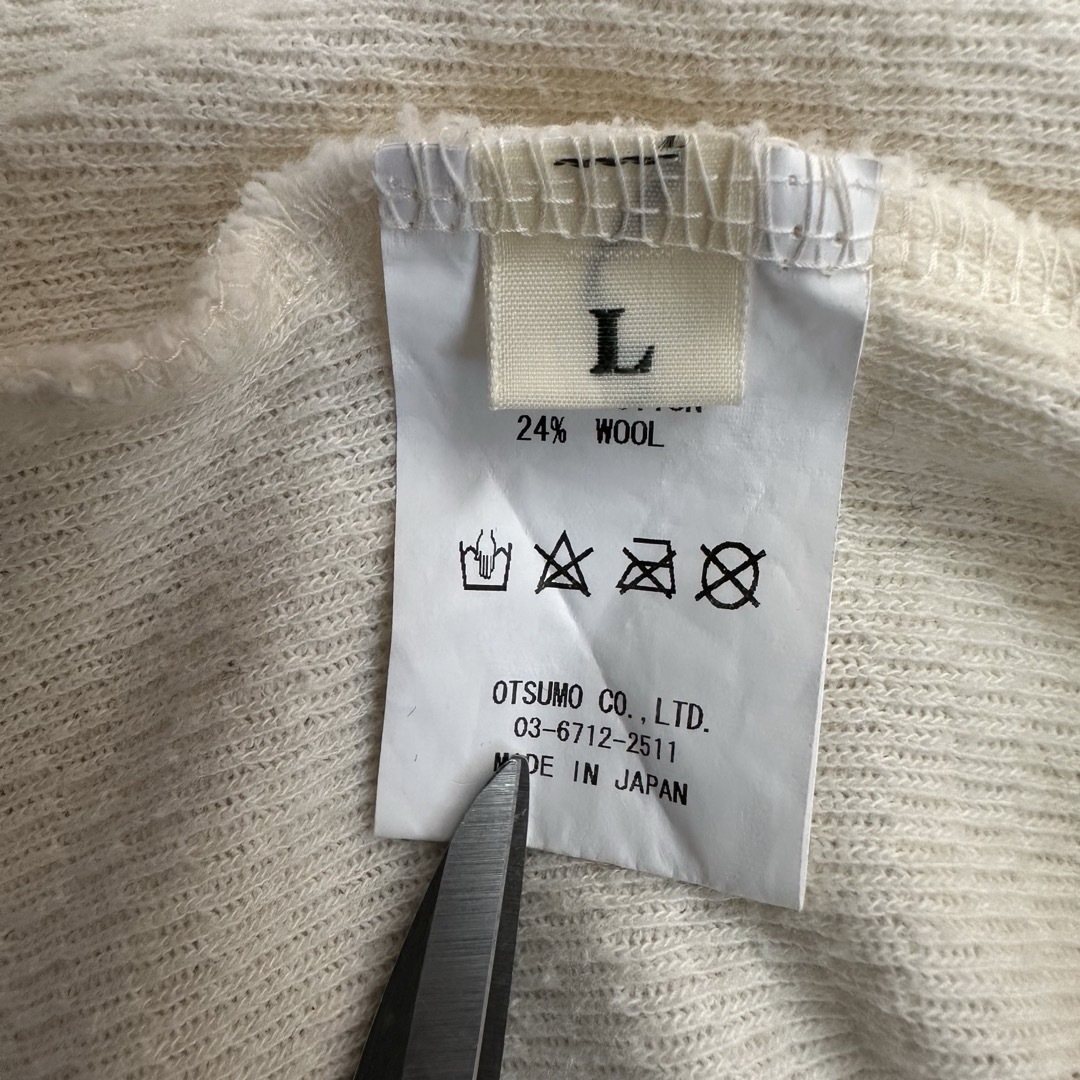 L
24% WOOL
OTSUMO CO.,LTD.
03-6712-2511
MADE IN JAPAN